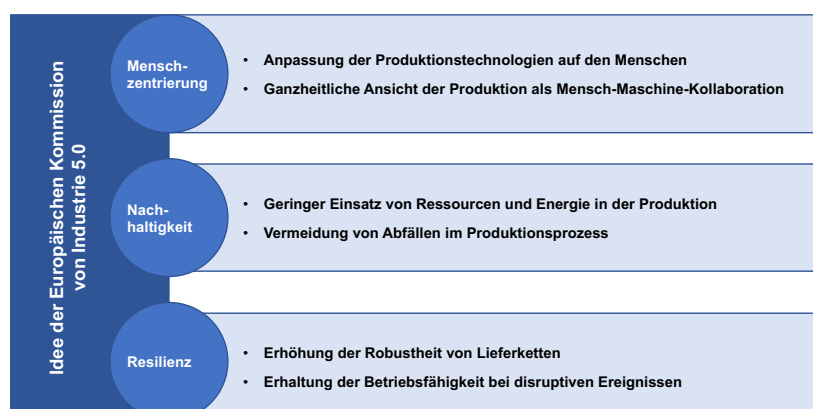 Idee der Europäischen Kommission
von Industrie 5.0
Mensch-
zentrierung
• Anpassung der Produktionstechnologien auf den Menschen
• Ganzheitliche Ansicht der Produktion als Mensch-Maschine-Kollaboration
Nach-
haltigkeit
• Geringer Einsatz von Ressourcen und Energie in der Produktion
• Vermeidung von Abfällen im Produktionsprozess
Resilienz
• Erhöhung der Robustheit von Lieferketten
• Erhaltung der Betriebsfähigkeit bei disruptiven Ereignissen